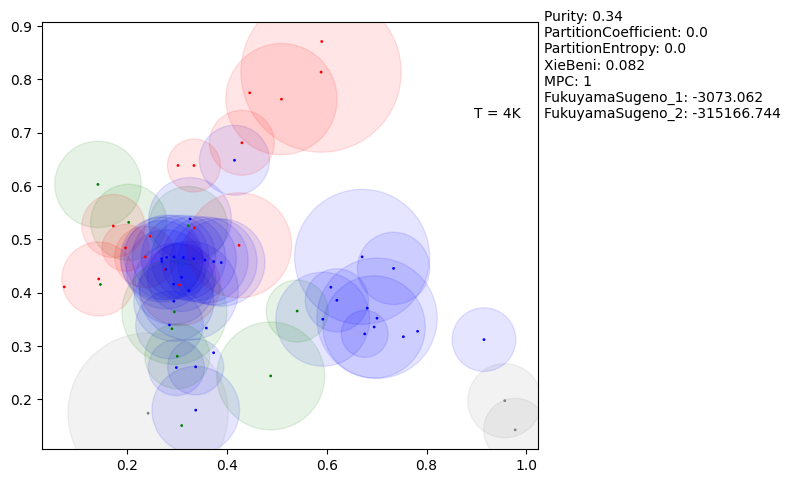 Purity: 0.34
PartitionCoefficient: 0.0
PartitionEntropy: 0.0
XieBeni: 0.082
MPC: 1
FukuyamaSugeno_1: -3073.062
FukuyamaSugeno_2: -315166.744
T = 4K
0.9
0.8
0.7
0.6
0.5
0.4
0.3
0.2
0.2 0.4 0.6 0.8 1.0